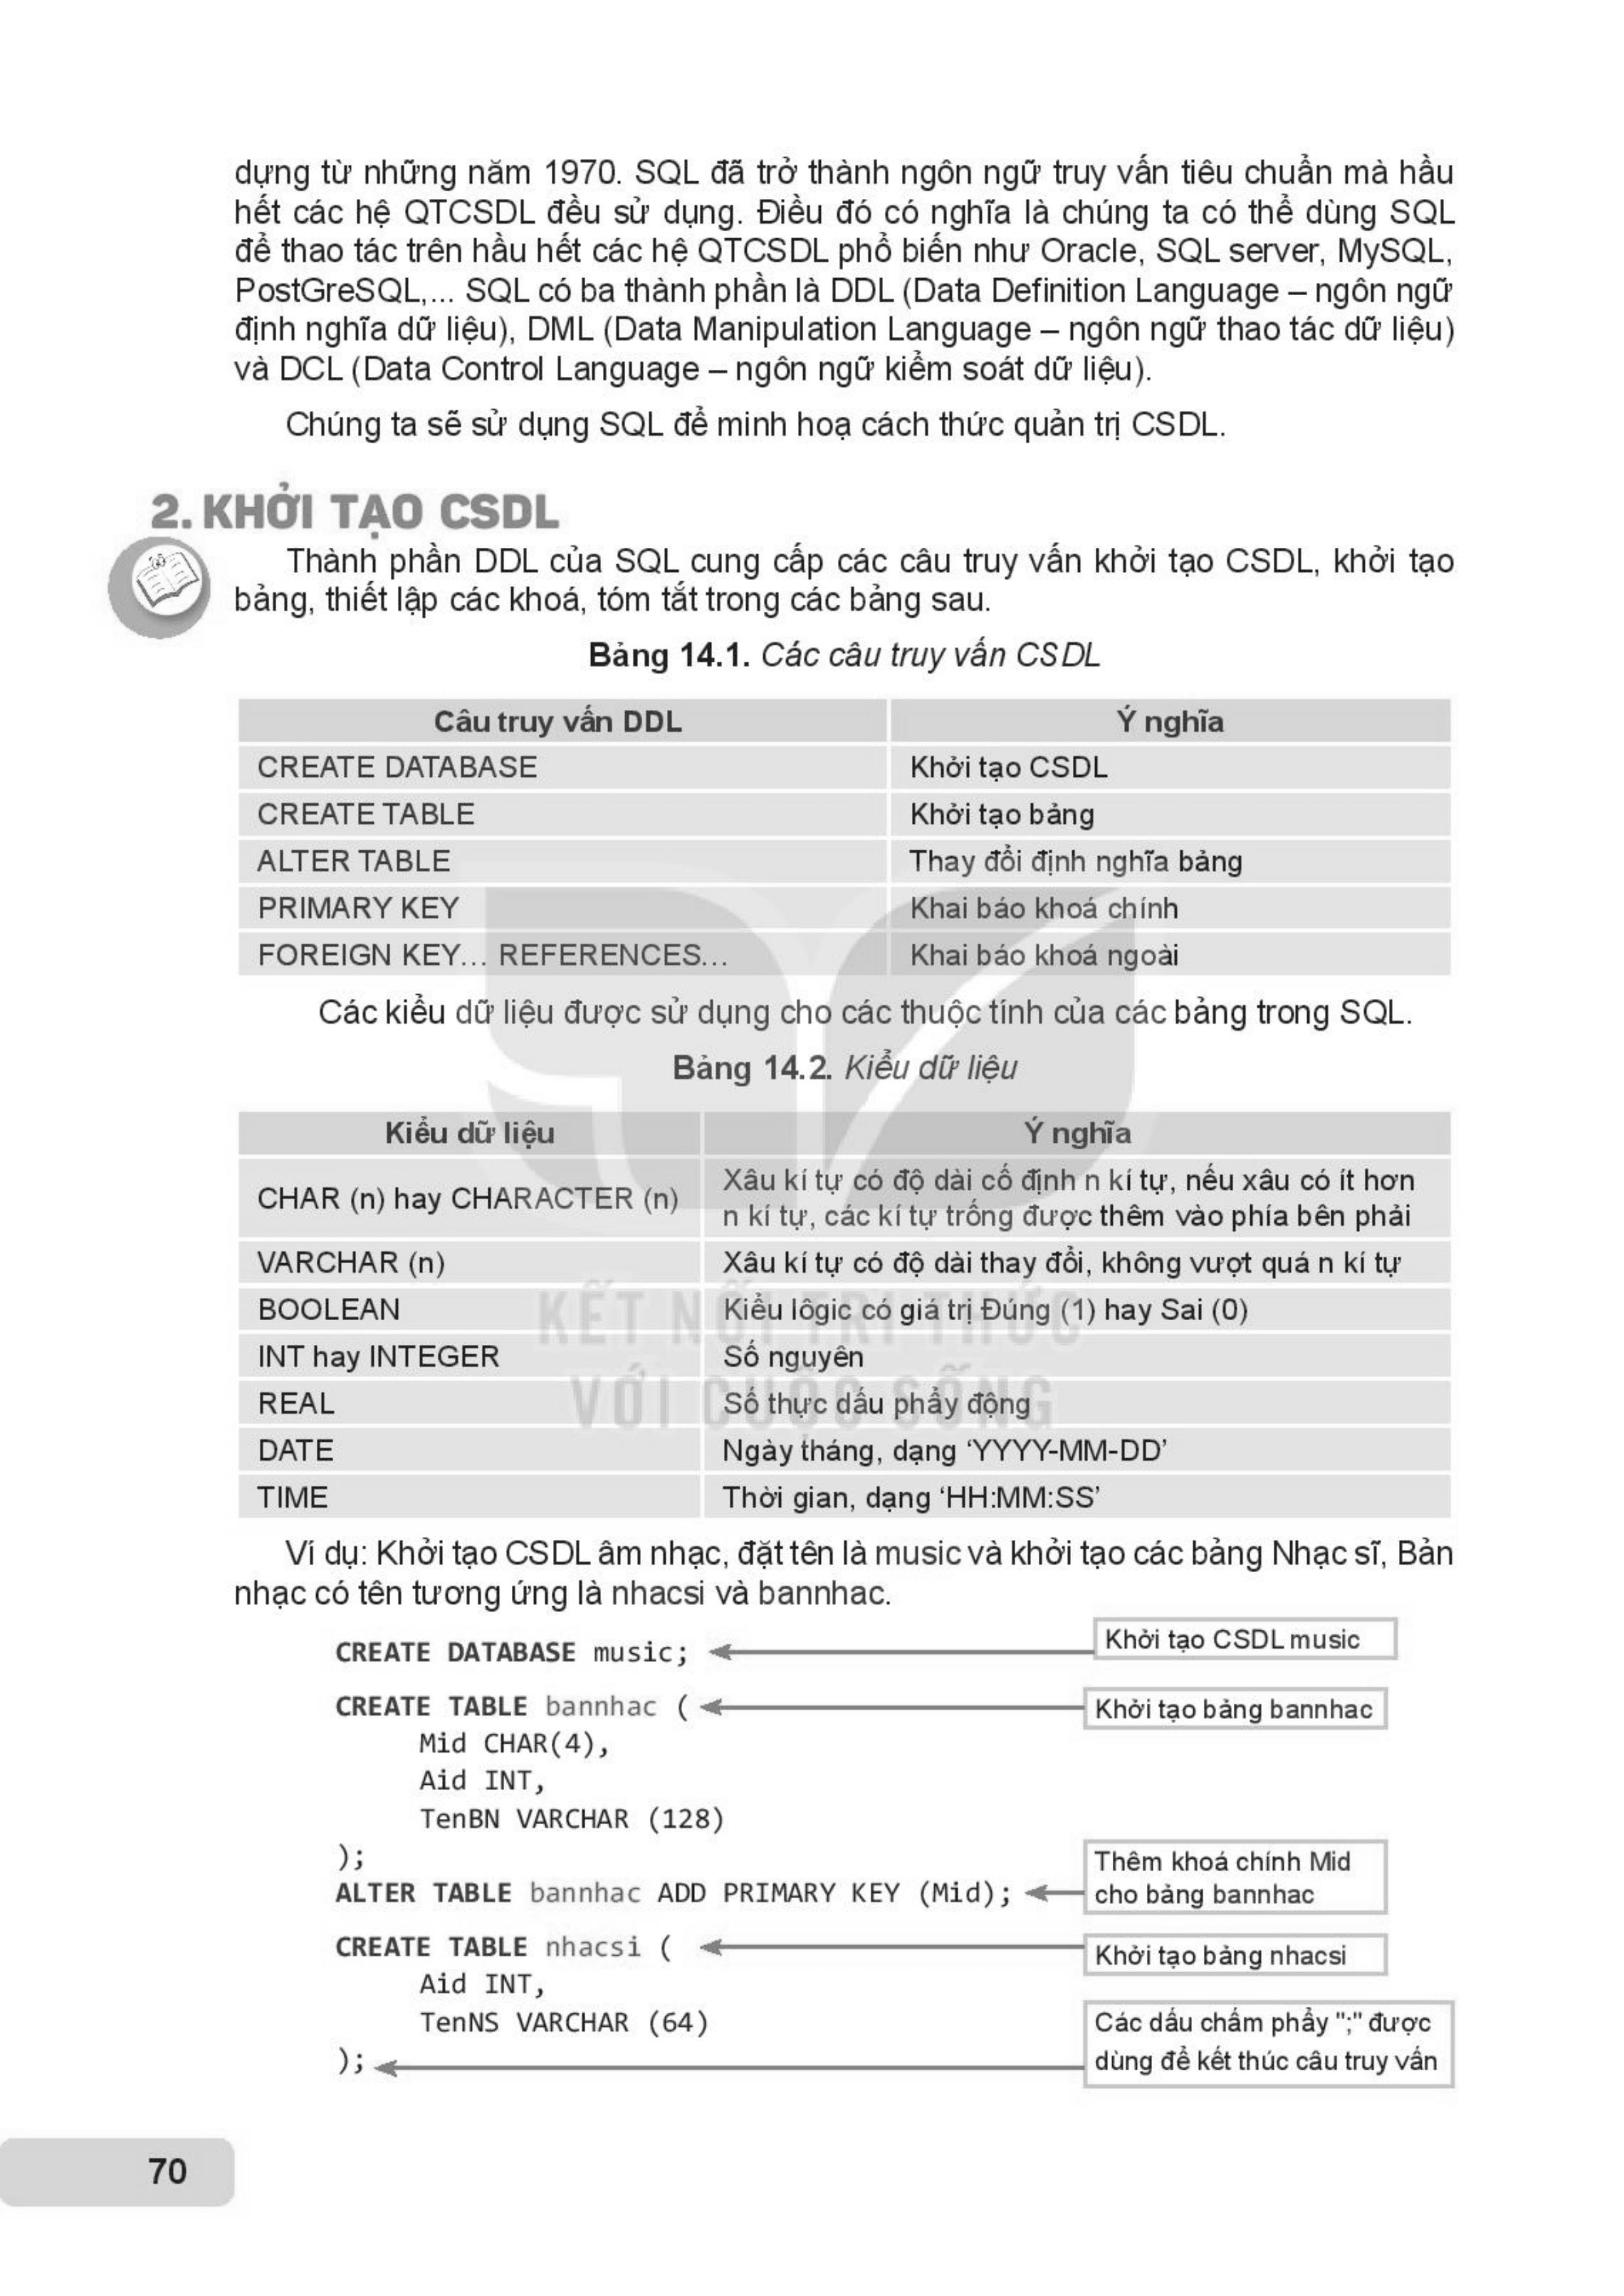 dựng từ những năm 1970. SQL đã trở thành ngôn ngữ truy vấn tiêu chuẩn mà hầu
hết các hệ QTCSDL đều sử dụng. Điều đó có nghĩa là chúng ta có thể dùng SQL
để thao tác trên hầu hết các hệ QTCSDL phổ biến như Oracle, SQL server, MySQL,
PostGreSQL,... SQL có ba thành phần là DDL (Data Definition Language – ngôn ngữ
định nghĩa dữ liệu), DML (Data Manipulation Language – ngôn ngữ thao tác dữ liệu)
và DCL (Data Control Language – ngôn ngữ kiểm soát dữ liệu).
Chúng ta sẽ sử dụng SQL để minh hoạ cách thức quản trị CSDL.
2. KHỞI TẠO CSDL
Thành phần DDL của SQL cung cấp các câu truy vấn khởi tạo CSDL, khởi tạo
bảng, thiết lập các khoá, tóm tắt trong các bảng sau.
Bảng 14.1. Các câu truy vấn CSDL
Câu truy vấn DDL Ý nghĩa
CREATE DATABASE Khởi tạo CSDL
CREATE TABLE Khởi tạo bảng
ALTER TABLE Thay đổi định nghĩa bảng
PRIMARY KEY Khai báo khoá chính
FOREIGN KEY... REFERENCES... Khai báo khoá ngoài
Các kiểu dữ liệu được sử dụng cho các thuộc tính của các bảng trong SQL.
Bảng 14.2. Kiểu dữ liệu
Kiểu dữ liệu Ý nghĩa
CHAR (n) hay CHARACTER (n) Xâu kí tự có độ dài cố định n kí tự, nếu xâu có ít hơn
n kí tự, các kí tự trống được thêm vào phía bên phải
VARCHAR (n) Xâu kí tự có độ dài thay đổi, không vượt quá n kí tự
BOOLEAN Kiểu lôgic có giá trị Đúng (1) hay Sai (0)
INT hay INTEGER Số nguyên
REAL Số thực dấu phẩy động
DATE Ngày tháng, dạng ‘YYYY-MM-DD’
TIME Thời gian, dạng ‘HH:MM:SS’
KẾT NỐI TRI THỨC
VỚI CUỘC SỐNG
Ví dụ: Khởi tạo CSDL âm nhạc, đặt tên là music và khởi tạo các bảng Nhạc sĩ, Bản
nhạc có tên tương ứng là nhacsi và bannhac.
CREATE DATABASE music; Khởi tạo CSDL music
CREATE TABLE bannhac ( Khởi tạo bảng bannhac
Mid CHAR(4),
Aid INT,
TenBN VARCHAR (128)
);
Thêm khoá chính Mid
ALTER TABLE bannhac ADD PRIMARY KEY (Mid); cho bảng bannhac
CREATE TABLE nhacsi ( Khởi tạo bảng nhacsi
Aid INT,
TenNS VARCHAR (64) Các dấu chấm phẩy ";" được
); dùng để kết thúc câu truy vấn
70